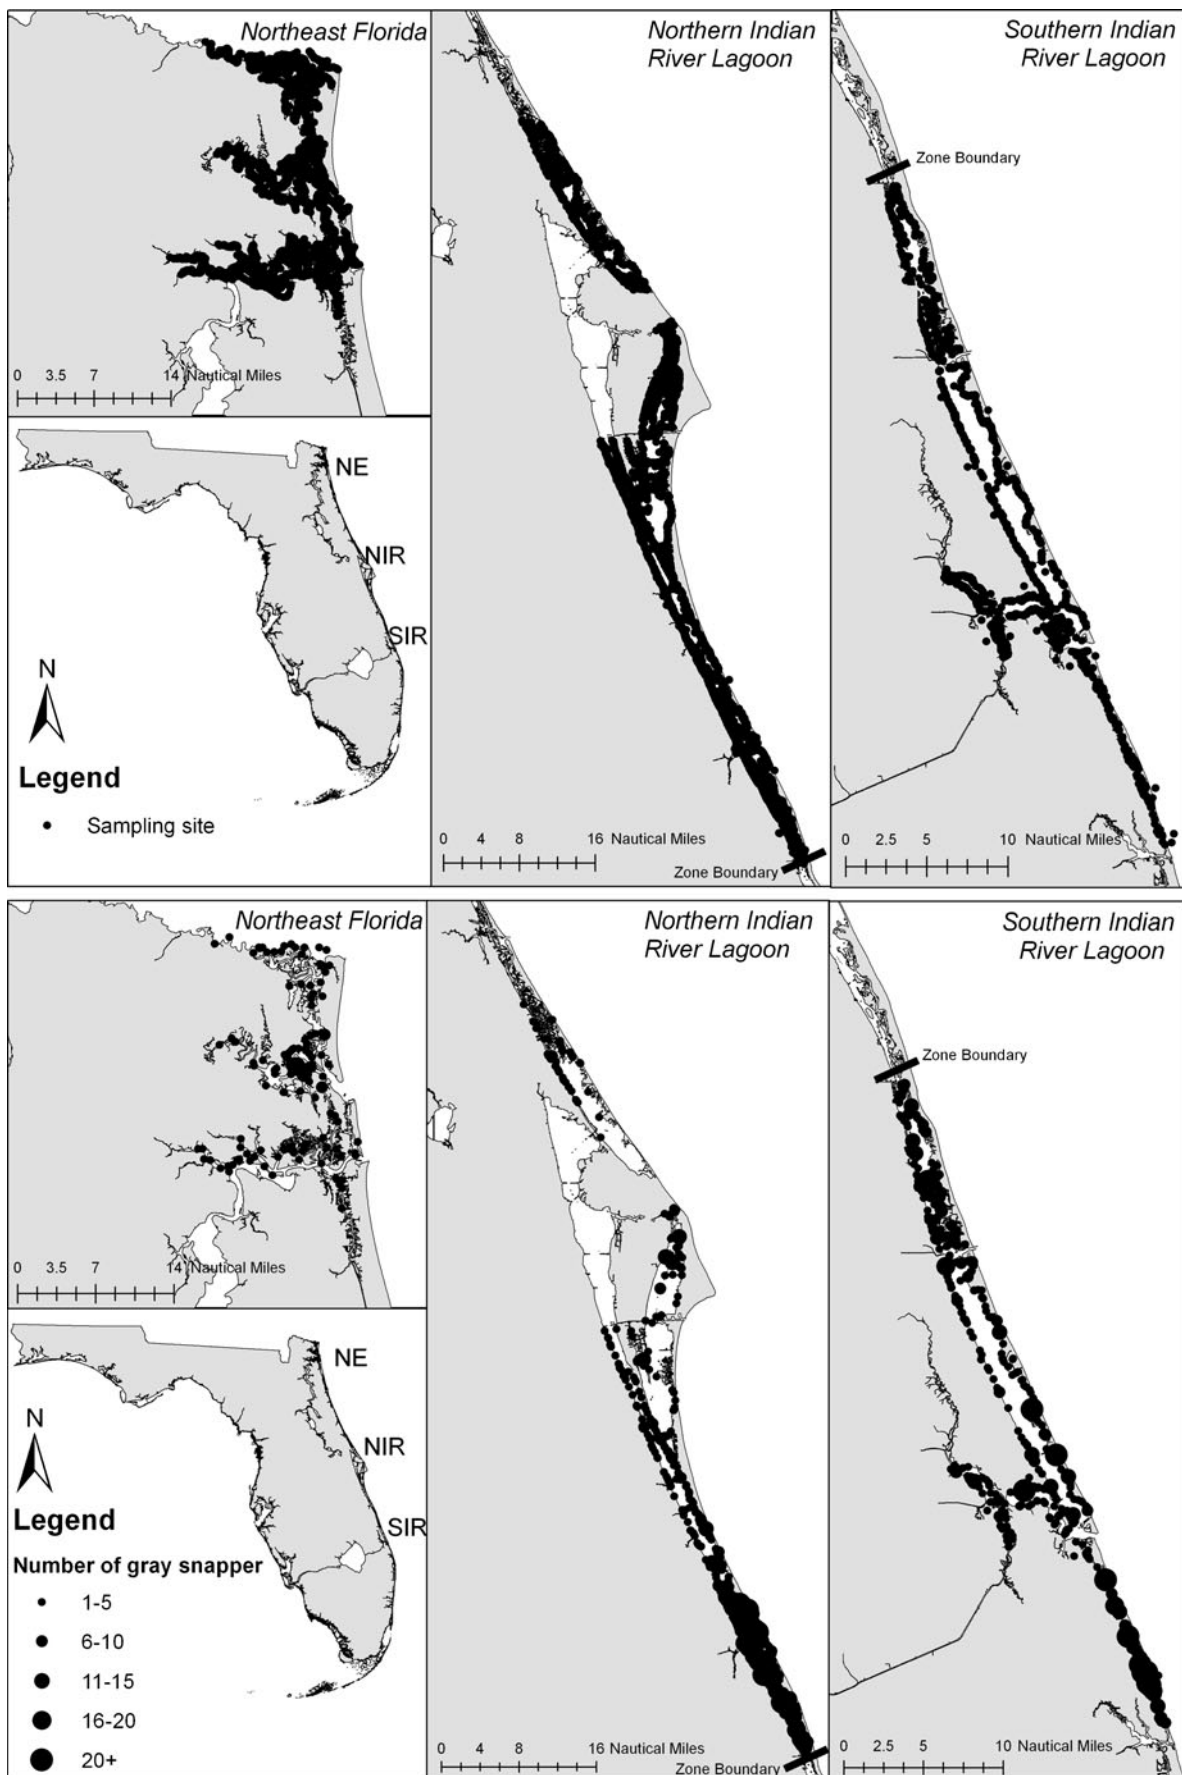 Northeast Florida
0 3.5 7 14 Nautical Miles
NE
NIR
SIR
N
Legend
Sampling site
Northern Indian
River Lagoon
0 4 8 16 Nautical Miles
Zone Boundary
Southern Indian
River Lagoon
Zone Boundary
0 2.5 5 10 Nautical Miles
Northeast Florida
0 3.5 7 14 Nautical Miles
NE
NIR
SIR
N
Legend
Number of gray snapper
1-5
6-10
11-15
16-20
20+
Northern Indian
River Lagoon
0 4 8 16 Nautical Miles
Zone Boundary
Southern Indian
River Lagoon
Zone Boundary
0 2.5 5 10 Nautical Miles